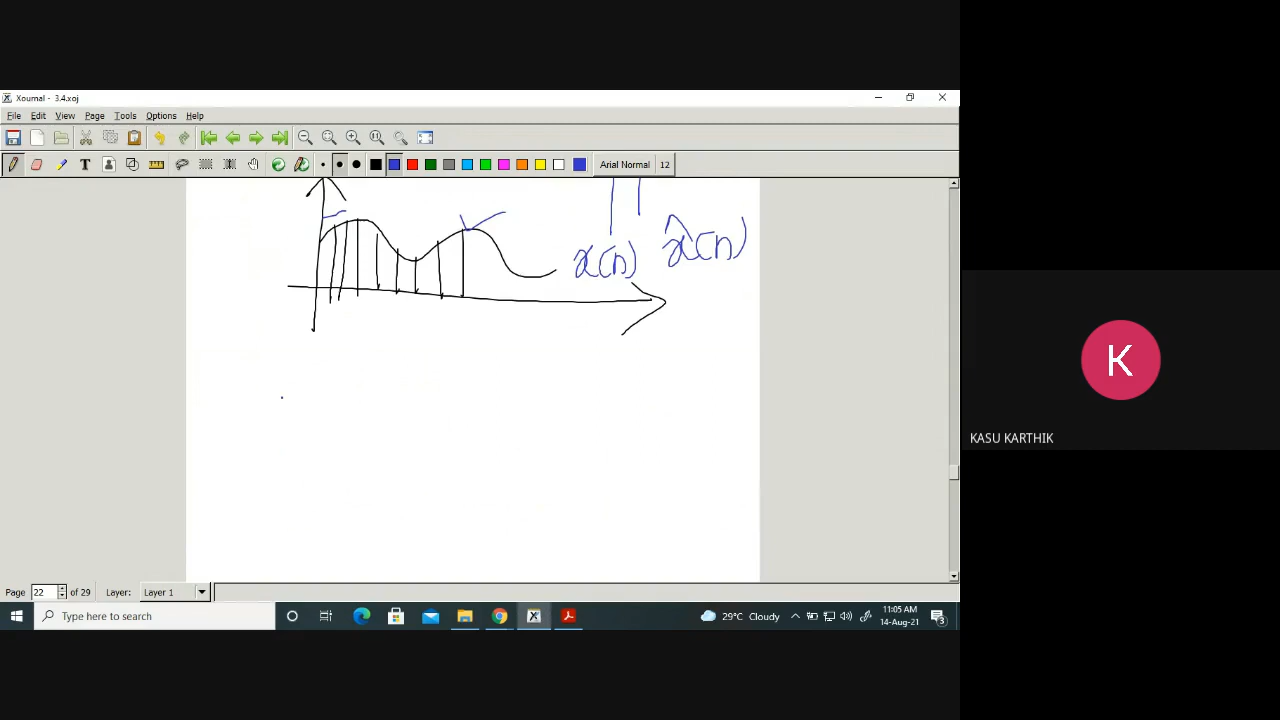 Xournal - 3.4.xoj
File Edit View Page Tools Options Help
Arial Normal 12
x(n) x̂(n)
K
KASU KARTHIK
Page 22 of 29 Layer: Layer 1
Type here to search
29°C Cloudy
11:05 AM
14-Aug-21
3